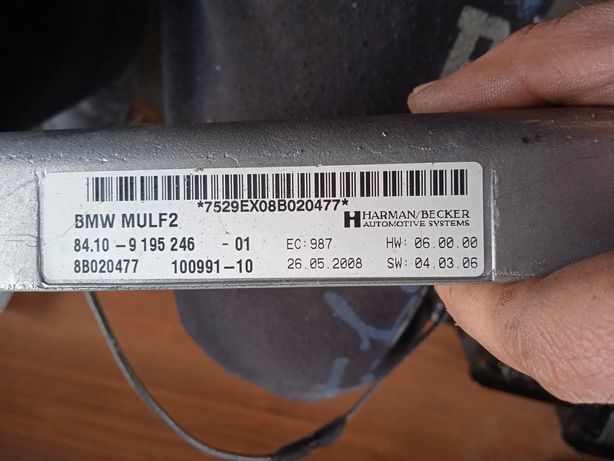 *7529EX08B020477*
BMW MULF2
HARMAN/BECKER
AUTOMOTIVE SYSTEMS
84.10 - 9 195 246 - 01 EC: 987 HW: 06.00.00
8B020477 100991-10 26.05.2008 SW: 04.03.06